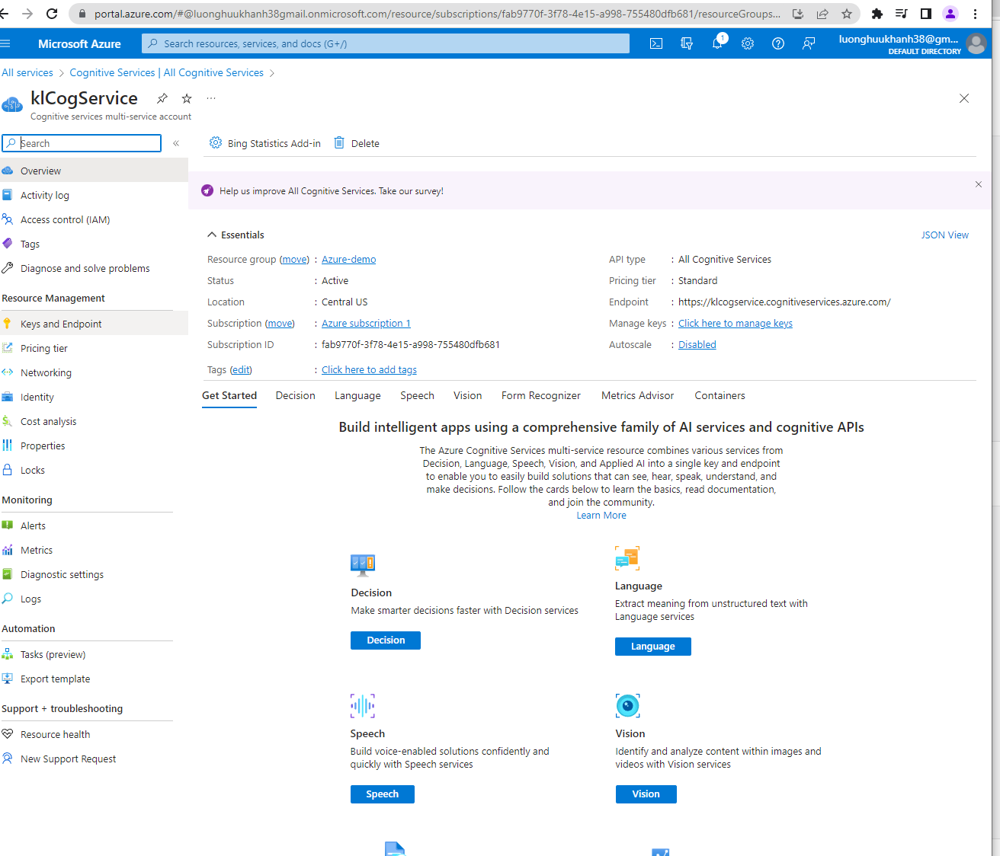 portal.azure.com/#@luonghuukhanh38gmail.onmicrosoft.com/resource/subscriptions/fab9770f-3f78-4e15-a998-755480dfb681/resourceGroups...
Microsoft Azure
Search resources, services, and docs (G+/)
1
luonghuukhanh38@gm...
DEFAULT DIRECTORY
All services > Cognitive Services | All Cognitive Services >
klCogService
...
Cognitive services multi-service account
Search
«
Bing Statistics Add-in
Delete
Overview
Activity log
Access control (IAM)
Tags
Diagnose and solve problems
Resource Management
Keys and Endpoint
Pricing tier
Networking
Identity
Cost analysis
Properties
Locks
Monitoring
Alerts
Metrics
Diagnostic settings
Logs
Automation
Tasks (preview)
Export template
Support + troubleshooting
Resource health
New Support Request
Help us improve All Cognitive Services. Take our survey!
Essentials
JSON View
Resource group (move) : Azure-demo
Status : Active
Location : Central US
Subscription (move) : Azure subscription 1
Subscription ID : fab9770f-3f78-4e15-a998-755480dfb681
Tags (edit) : Click here to add tags
API type : All Cognitive Services
Pricing tier : Standard
Endpoint : https://klcogservice.cognitiveservices.azure.com/
Manage keys : Click here to manage keys
Autoscale : Disabled
Get Started Decision Language Speech Vision Form Recognizer Metrics Advisor Containers
Build intelligent apps using a comprehensive family of AI services and cognitive APIs
The Azure Cognitive Services multi-service resource combines various services from
Decision, Language, Speech, Vision, and Applied AI into a single key and endpoint
to enable you to easily build solutions that can see, hear, speak, understand, and
make decisions. Follow the cards below to learn the basics, read documentation,
and join the community.
Learn More
Decision
Make smarter decisions faster with Decision services
Decision
Language
Extract meaning from unstructured text with
Language services
Language
Speech
Build voice-enabled solutions confidently and
quickly with Speech services
Speech
Vision
Identify and analyze content within images and
videos with Vision services
Vision